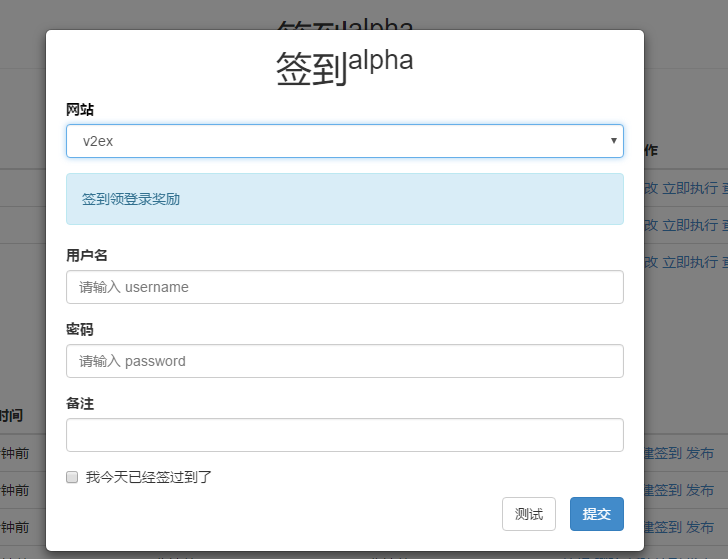 签到alpha
网站
v2ex
作
签到领登录奖励
改 立即执行
改 立即执行
用户名
请输入 username
改 立即执行
密码
请输入 password
备注
时间
钟前
建签到 发布
我今天已经签过到了
钟前
建签到 发布
测试
提交
钟前
建签到 发布